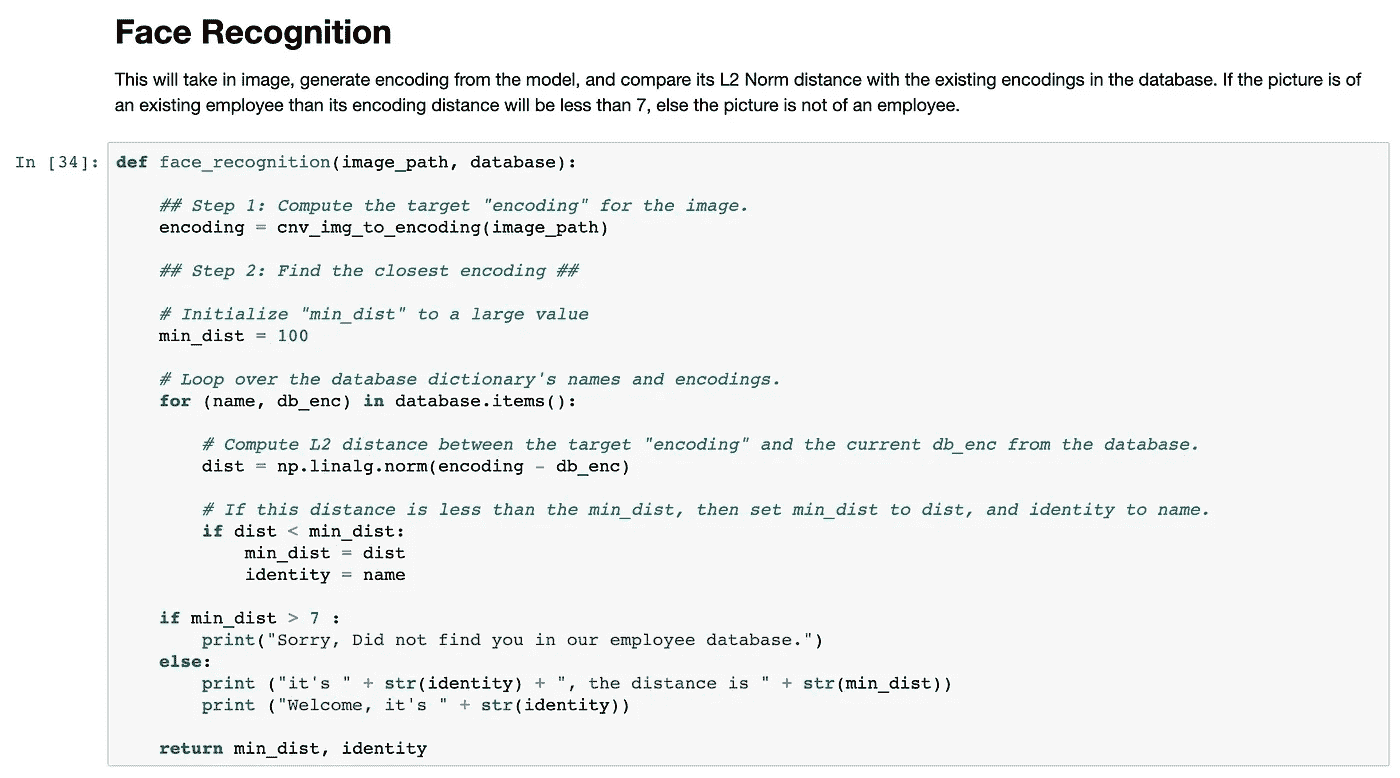 Face Recognition
This will take in image, generate encoding from the model, and compare its L2 Norm distance with the existing encodings in the database. If the picture is of
an existing employee than its encoding distance will be less than 7, else the picture is not of an employee.
In [34]: def face_recognition(image_path, database):
## Step 1: Compute the target "encoding" for the image.
encoding = cnv_img_to_encoding(image_path)
## Step 2: Find the closest encoding ##
# Initialize "min_dist" to a large value
min_dist = 100
# Loop over the database dictionary's names and encodings.
for (name, db_enc) in database.items():
# Compute L2 distance between the target "encoding" and the current db_enc from the database.
dist = np.linalg.norm(encoding - db_enc)
# If this distance is less than the min_dist, then set min_dist to dist, and identity to name.
if dist < min_dist:
min_dist = dist
identity = name
if min_dist > 7 :
print("Sorry, Did not find you in our employee database.")
else:
print ("it's " + str(identity) + ", the distance is " + str(min_dist))
print ("Welcome, it's " + str(identity))
return min_dist, identity